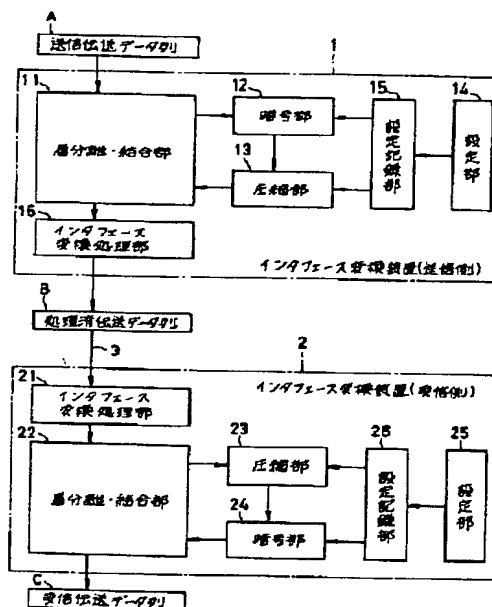 A
送信伝送データ列
1
11
層分離・結合部
12
暗号部
13
圧縮部
15
設定記録部
14
設定部
16
インタフェース
変換処理部
インタフェース変換装置(送信側)
B
処理済伝送データ列
3
2
21
インタフェース
変換処理部
インタフェース変換装置(受信側)
22
層分離・結合部
23
圧縮部
24
暗号部
26
設定記録部
25
設定部
C
受信伝送データ列